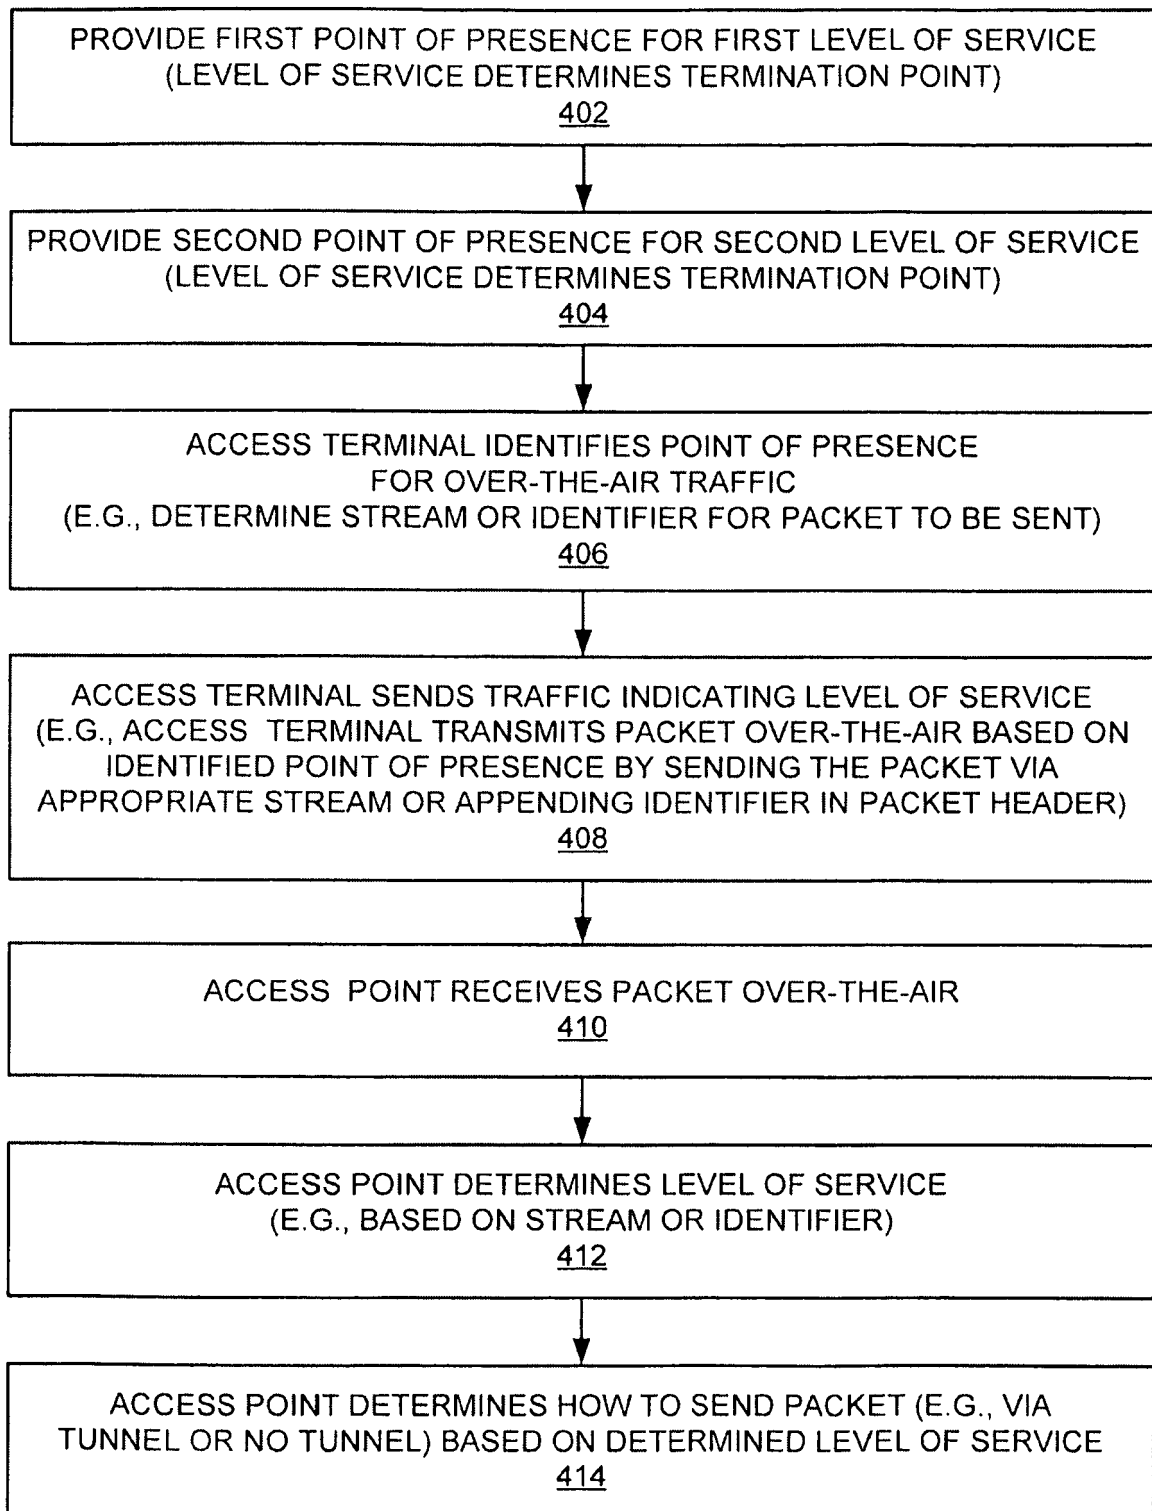 PROVIDE FIRST POINT OF PRESENCE FOR FIRST LEVEL OF SERVICE
(LEVEL OF SERVICE DETERMINES TERMINATION POINT)
402
PROVIDE SECOND POINT OF PRESENCE FOR SECOND LEVEL OF SERVICE
(LEVEL OF SERVICE DETERMINES TERMINATION POINT)
404
ACCESS TERMINAL IDENTIFIES POINT OF PRESENCE
FOR OVER-THE-AIR TRAFFIC
(E.G., DETERMINE STREAM OR IDENTIFIER FOR PACKET TO BE SENT)
406
ACCESS TERMINAL SENDS TRAFFIC INDICATING LEVEL OF SERVICE
(E.G., ACCESS TERMINAL TRANSMITS PACKET OVER-THE-AIR BASED ON
IDENTIFIED POINT OF PRESENCE BY SENDING THE PACKET VIA
APPROPRIATE STREAM OR APPENDING IDENTIFIER IN PACKET HEADER)
408
ACCESS POINT RECEIVES PACKET OVER-THE-AIR
410
ACCESS POINT DETERMINES LEVEL OF SERVICE
(E.G., BASED ON STREAM OR IDENTIFIER)
412
ACCESS POINT DETERMINES HOW TO SEND PACKET (E.G., VIA
TUNNEL OR NO TUNNEL) BASED ON DETERMINED LEVEL OF SERVICE
414